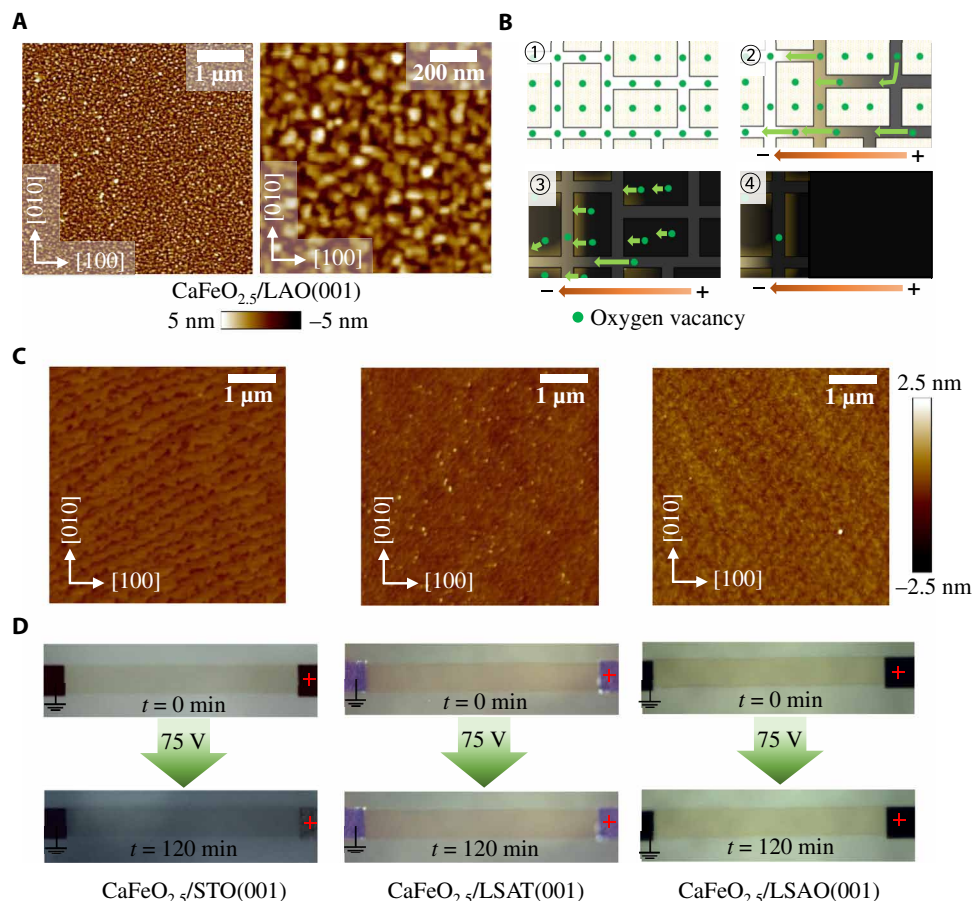 A
1 μm
[010]
[100]
200 nm
[010]
[100]
CaFeO2.5/LAO(001)
5 nm
–5 nm
B
①
②
− +
③
④
− +
− +
Oxygen vacancy
C
1 μm
[010]
[100]
1 μm
[010]
[100]
1 μm
[010]
[100]
2.5 nm
–2.5 nm
D
+
t = 0 min
+
t = 0 min
+
t = 0 min
75 V
75 V
75 V
+
t = 120 min
+
t = 120 min
+
t = 120 min
CaFeO2.5/STO(001)
CaFeO2.5/LSAT(001)
CaFeO2.5/LSAO(001)